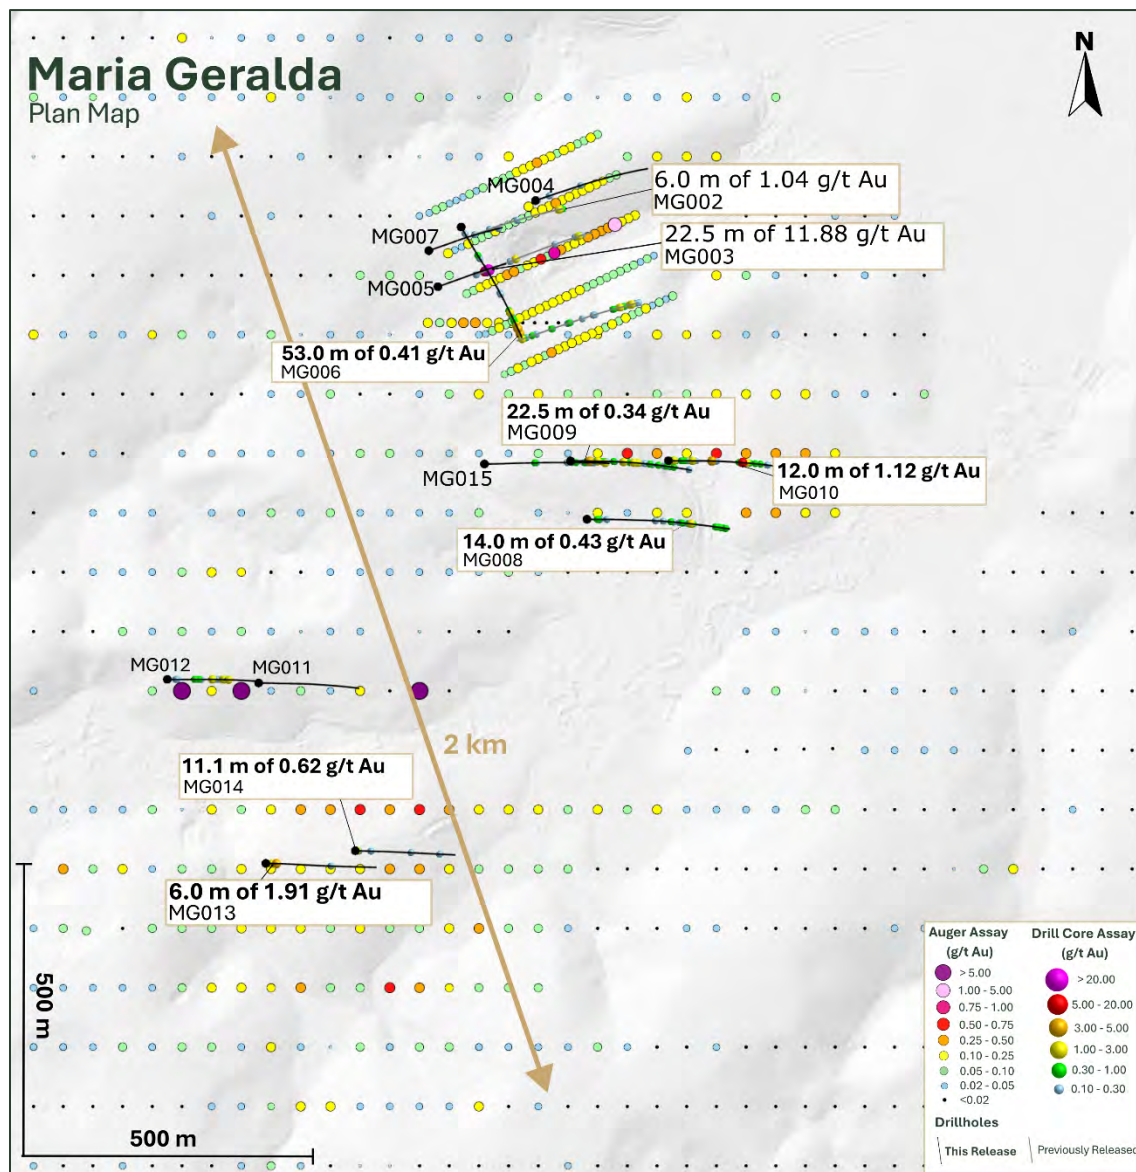 Maria Geralda
Plan Map
N
MG004
6.0 m of 1.04 g/t Au
MG002
MG007
22.5 m of 11.88 g/t Au
MG003
MG005
53.0 m of 0.41 g/t Au
MG006
22.5 m of 0.34 g/t Au
MG009
MG015
12.0 m of 1.12 g/t Au
MG010
14.0 m of 0.43 g/t Au
MG008
MG012
MG011
2 km
11.1 m of 0.62 g/t Au
MG014
6.0 m of 1.91 g/t Au
MG013
500 m
500 m
Auger Assay
(g/t Au)
> 5.00
1.00 - 5.00
0.75 - 1.00
0.50 - 0.75
0.25 - 0.50
0.10 - 0.25
0.05 - 0.10
0.02 - 0.05
<0.02
Drill Core Assay
(g/t Au)
> 20.00
5.00 - 20.00
3.00 - 5.00
1.00 - 3.00
0.30 - 1.00
0.10 - 0.30
Drillholes
This Release
Previously Released